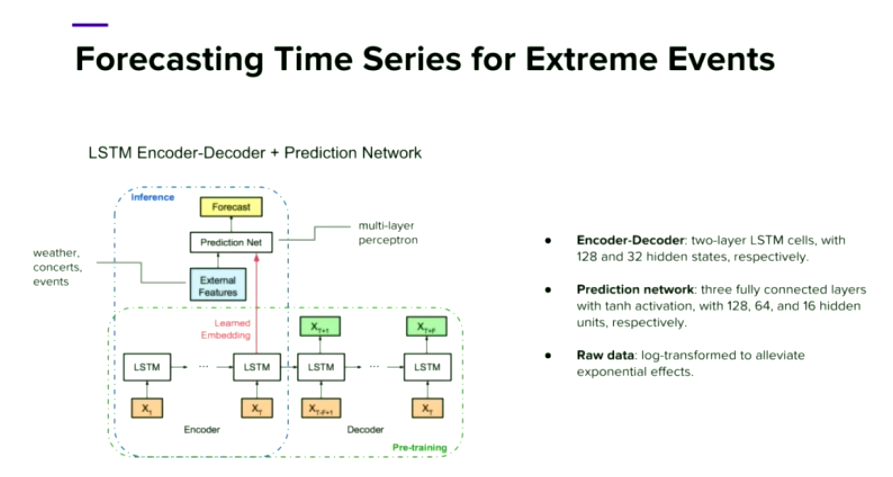 Forecasting Time Series for Extreme Events
LSTM Encoder-Decoder + Prediction Network
Inference
Forecast
Prediction Net
multi-layer
perceptron
weather,
concerts,
events
External
Features
Learned
Embedding
X_{T+1}
X_{T+F}
LSTM
...
LSTM
LSTM
...
LSTM
X_1
X_T
X_{T-F+1}
X_T
Encoder
Decoder
Pre-training
● Encoder-Decoder: two-layer LSTM cells, with
128 and 32 hidden states, respectively.
● Prediction network: three fully connected layers
with tanh activation, with 128, 64, and 16 hidden
units, respectively.
● Raw data: log-transformed to alleviate
exponential effects.